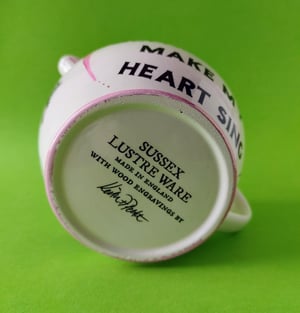 MAKE M
HEART SING
SUSSEX
LUSTRE WARE
MADE IN ENGLAND
WITH WOOD ENGRAVINGS BY